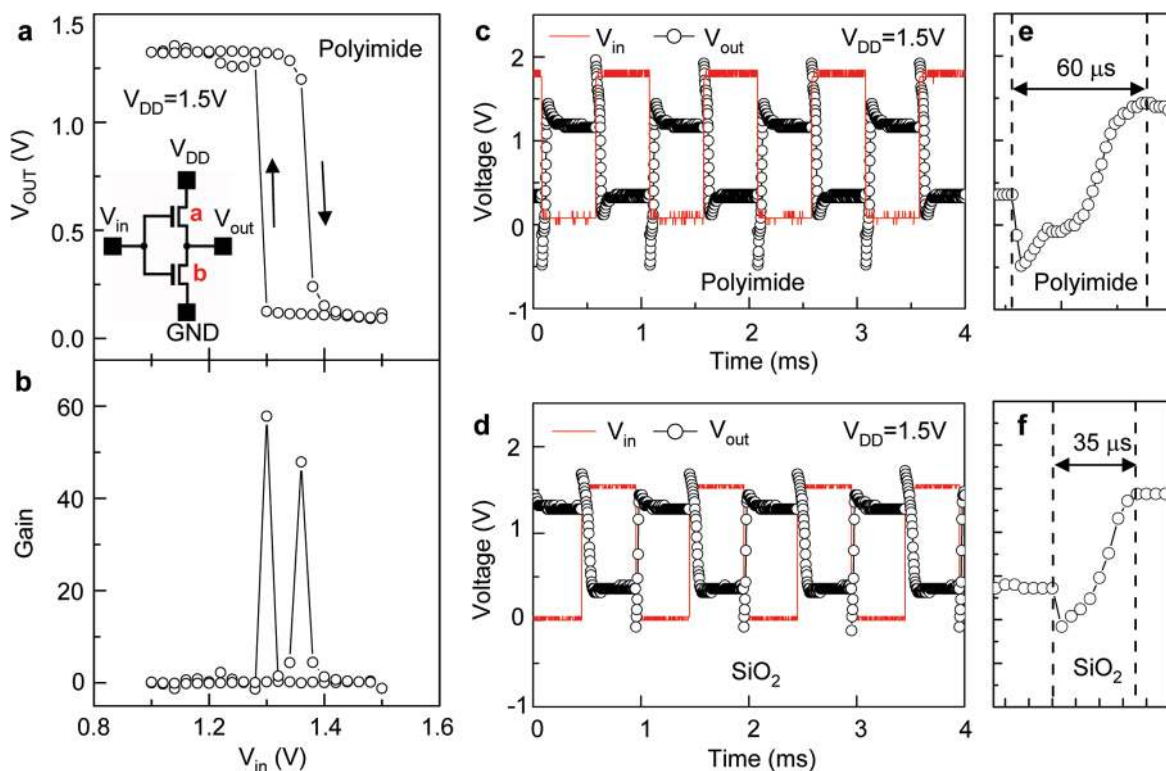 a
Polyimide
V_DD=1.5V
V_DD
V_in
a
V_out
b
GND
1.5
1.0
0.5
0.0
V_OUT (V)
b
60
40
20
0
Gain
0.8
1.2
1.6
V_in (V)
c
V_in
V_out
V_DD=1.5V
2
1
0
-1
Voltage (V)
Polyimide
0
1
2
3
4
Time (ms)
d
V_in
V_out
V_DD=1.5V
2
1
0
-1
Voltage (V)
SiO₂
0
1
2
3
4
Time (ms)
e
60 μs
Polyimide
f
35 μs
SiO₂